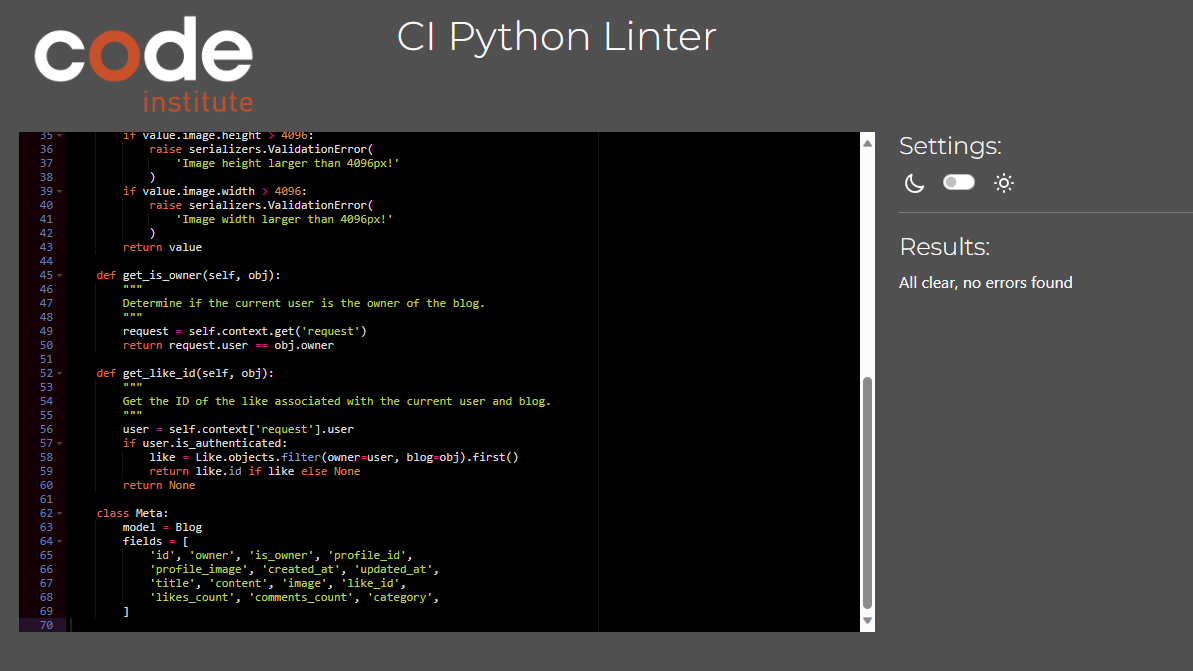 code
institute
CI Python Linter
35 if value.image.height > 4096:
36 raise serializers.ValidationError(
37 'Image height larger than 4096px!'
38 )
39 if value.image.width > 4096:
40 raise serializers.ValidationError(
41 'Image width larger than 4096px!'
42 )
43 return value
44
45 def get_is_owner(self, obj):
46 """
47 Determine if the current user is the owner of the blog.
48 """
49 request = self.context.get('request')
50 return request.user == obj.owner
51
52 def get_like_id(self, obj):
53 """
54 Get the ID of the like associated with the current user and blog.
55 """
56 user = self.context['request'].user
57 if user.is_authenticated:
58 like = Like.objects.filter(owner=user, blog=obj).first()
59 return like.id if like else None
60 return None
61
62 class Meta:
63 model = Blog
64 fields = [
65 'id', 'owner', 'is_owner', 'profile_id',
66 'profile_image', 'created_at', 'updated_at',
67 'title', 'content', 'image', 'like_id',
68 'likes_count', 'comments_count', 'category',
69 ]
70
Settings:
Results:
All clear, no errors found